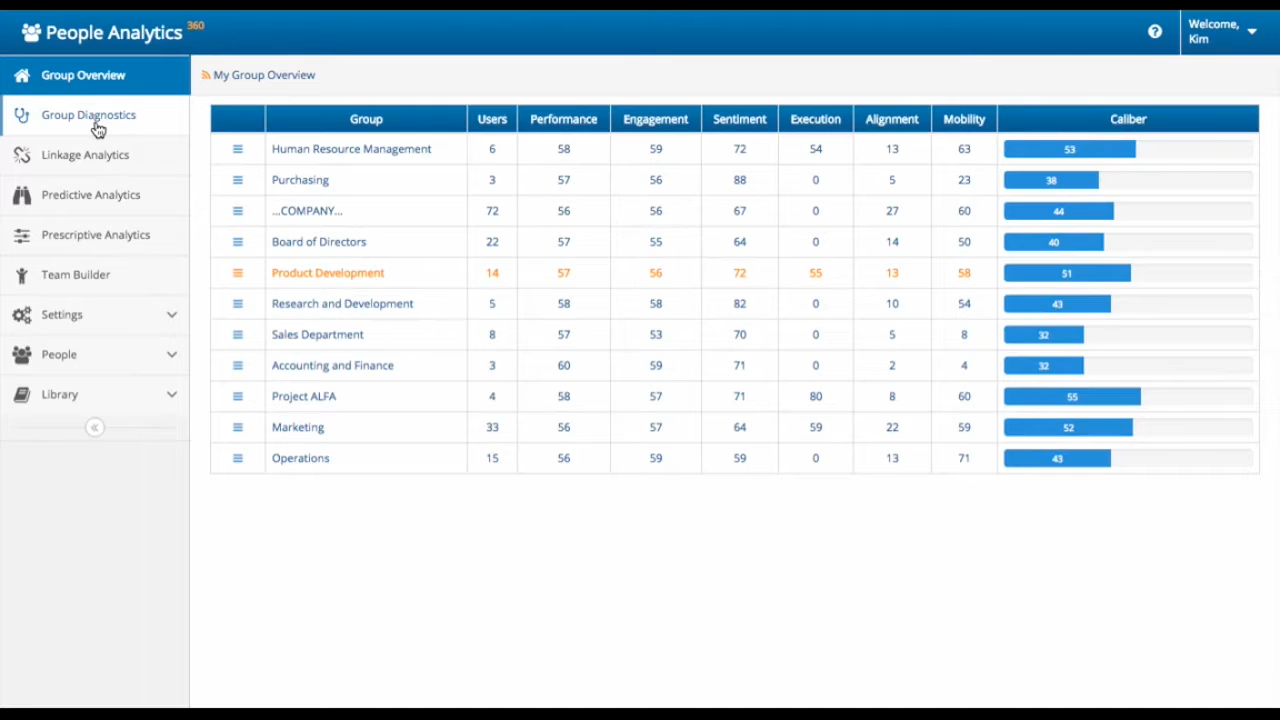 People Analytics 360
Welcome,
Kim
Group Overview
Group Diagnostics
Linkage Analytics
Predictive Analytics
Prescriptive Analytics
Team Builder
Settings
People
Library
My Group Overview
Group Users Performance Engagement Sentiment Execution Alignment Mobility Caliber
Human Resource Management 6 58 59 72 54 13 63 53
Purchasing 3 57 56 88 0 5 23 38
...COMPANY... 72 56 56 67 0 27 60 44
Board of Directors 22 57 55 64 0 14 50 40
Product Development 14 57 56 72 55 13 58 51
Research and Development 5 58 58 82 0 10 54 43
Sales Department 8 57 53 70 0 5 8 32
Accounting and Finance 3 60 59 71 0 2 4 32
Project ALFA 4 58 57 71 80 8 60 55
Marketing 33 56 57 64 59 22 59 52
Operations 15 56 59 59 0 13 71 43